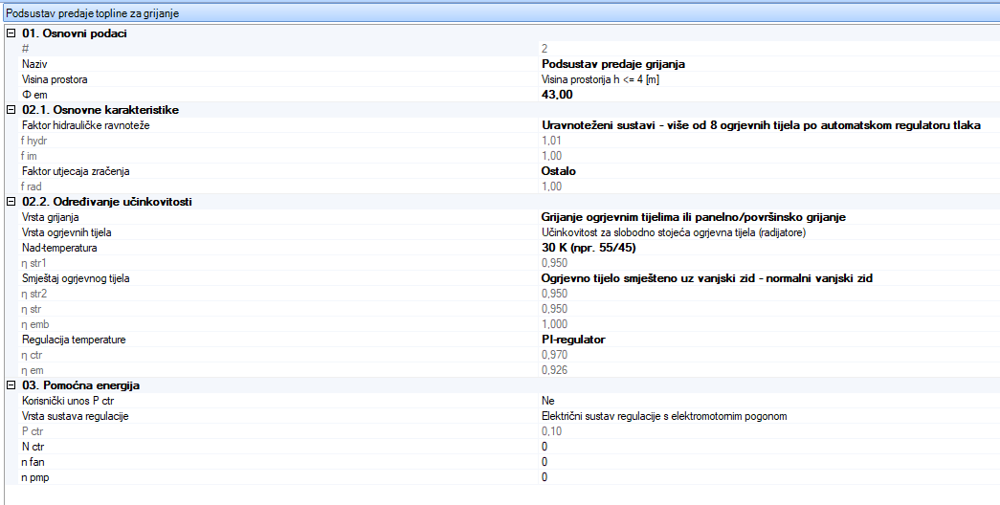 Podsustav predaje topline za grijanje
01. Osnovni podaci
# 2
Naziv Podsustav predaje grijanja
Visina prostora Visina prostorija h <= 4 [m]
Φ em 43,00
02.1. Osnovne karakteristike
Faktor hidrauličke ravnoteže Uravnoteženi sustavi - više od 8 ogrjevnih tijela po automatskom regulatoru tlaka
f hydr 1,01
f im 1,00
Faktor utjecaja zračenja Ostalo
f rad 1,00
02.2. Određivanje učinkovitosti
Vrsta grijanja Grijanje ogrjevnim tijelima ili panelno/površinsko grijanje
Vrsta ogrjevnih tijela Učinkovitost za slobodno stojeća ogrjevna tijela (radijatore)
Nad-temperatura 30 K (npr. 55/45)
η str1 0,950
Smještaj ogrjevnog tijela Ogrjevno tijelo smješteno uz vanjski zid - normalni vanjski zid
η str2 0,950
η str 0,950
η emb 1,000
Regulacija temperature PI-regulator
η ctr 0,970
η em 0,926
03. Pomoćna energija
Korisnički unos P ctr Ne
Vrsta sustava regulacije Električni sustav regulacije s elektromotornim pogonom
P ctr 0,10
N ctr 0
n fan 0
n pmp 0